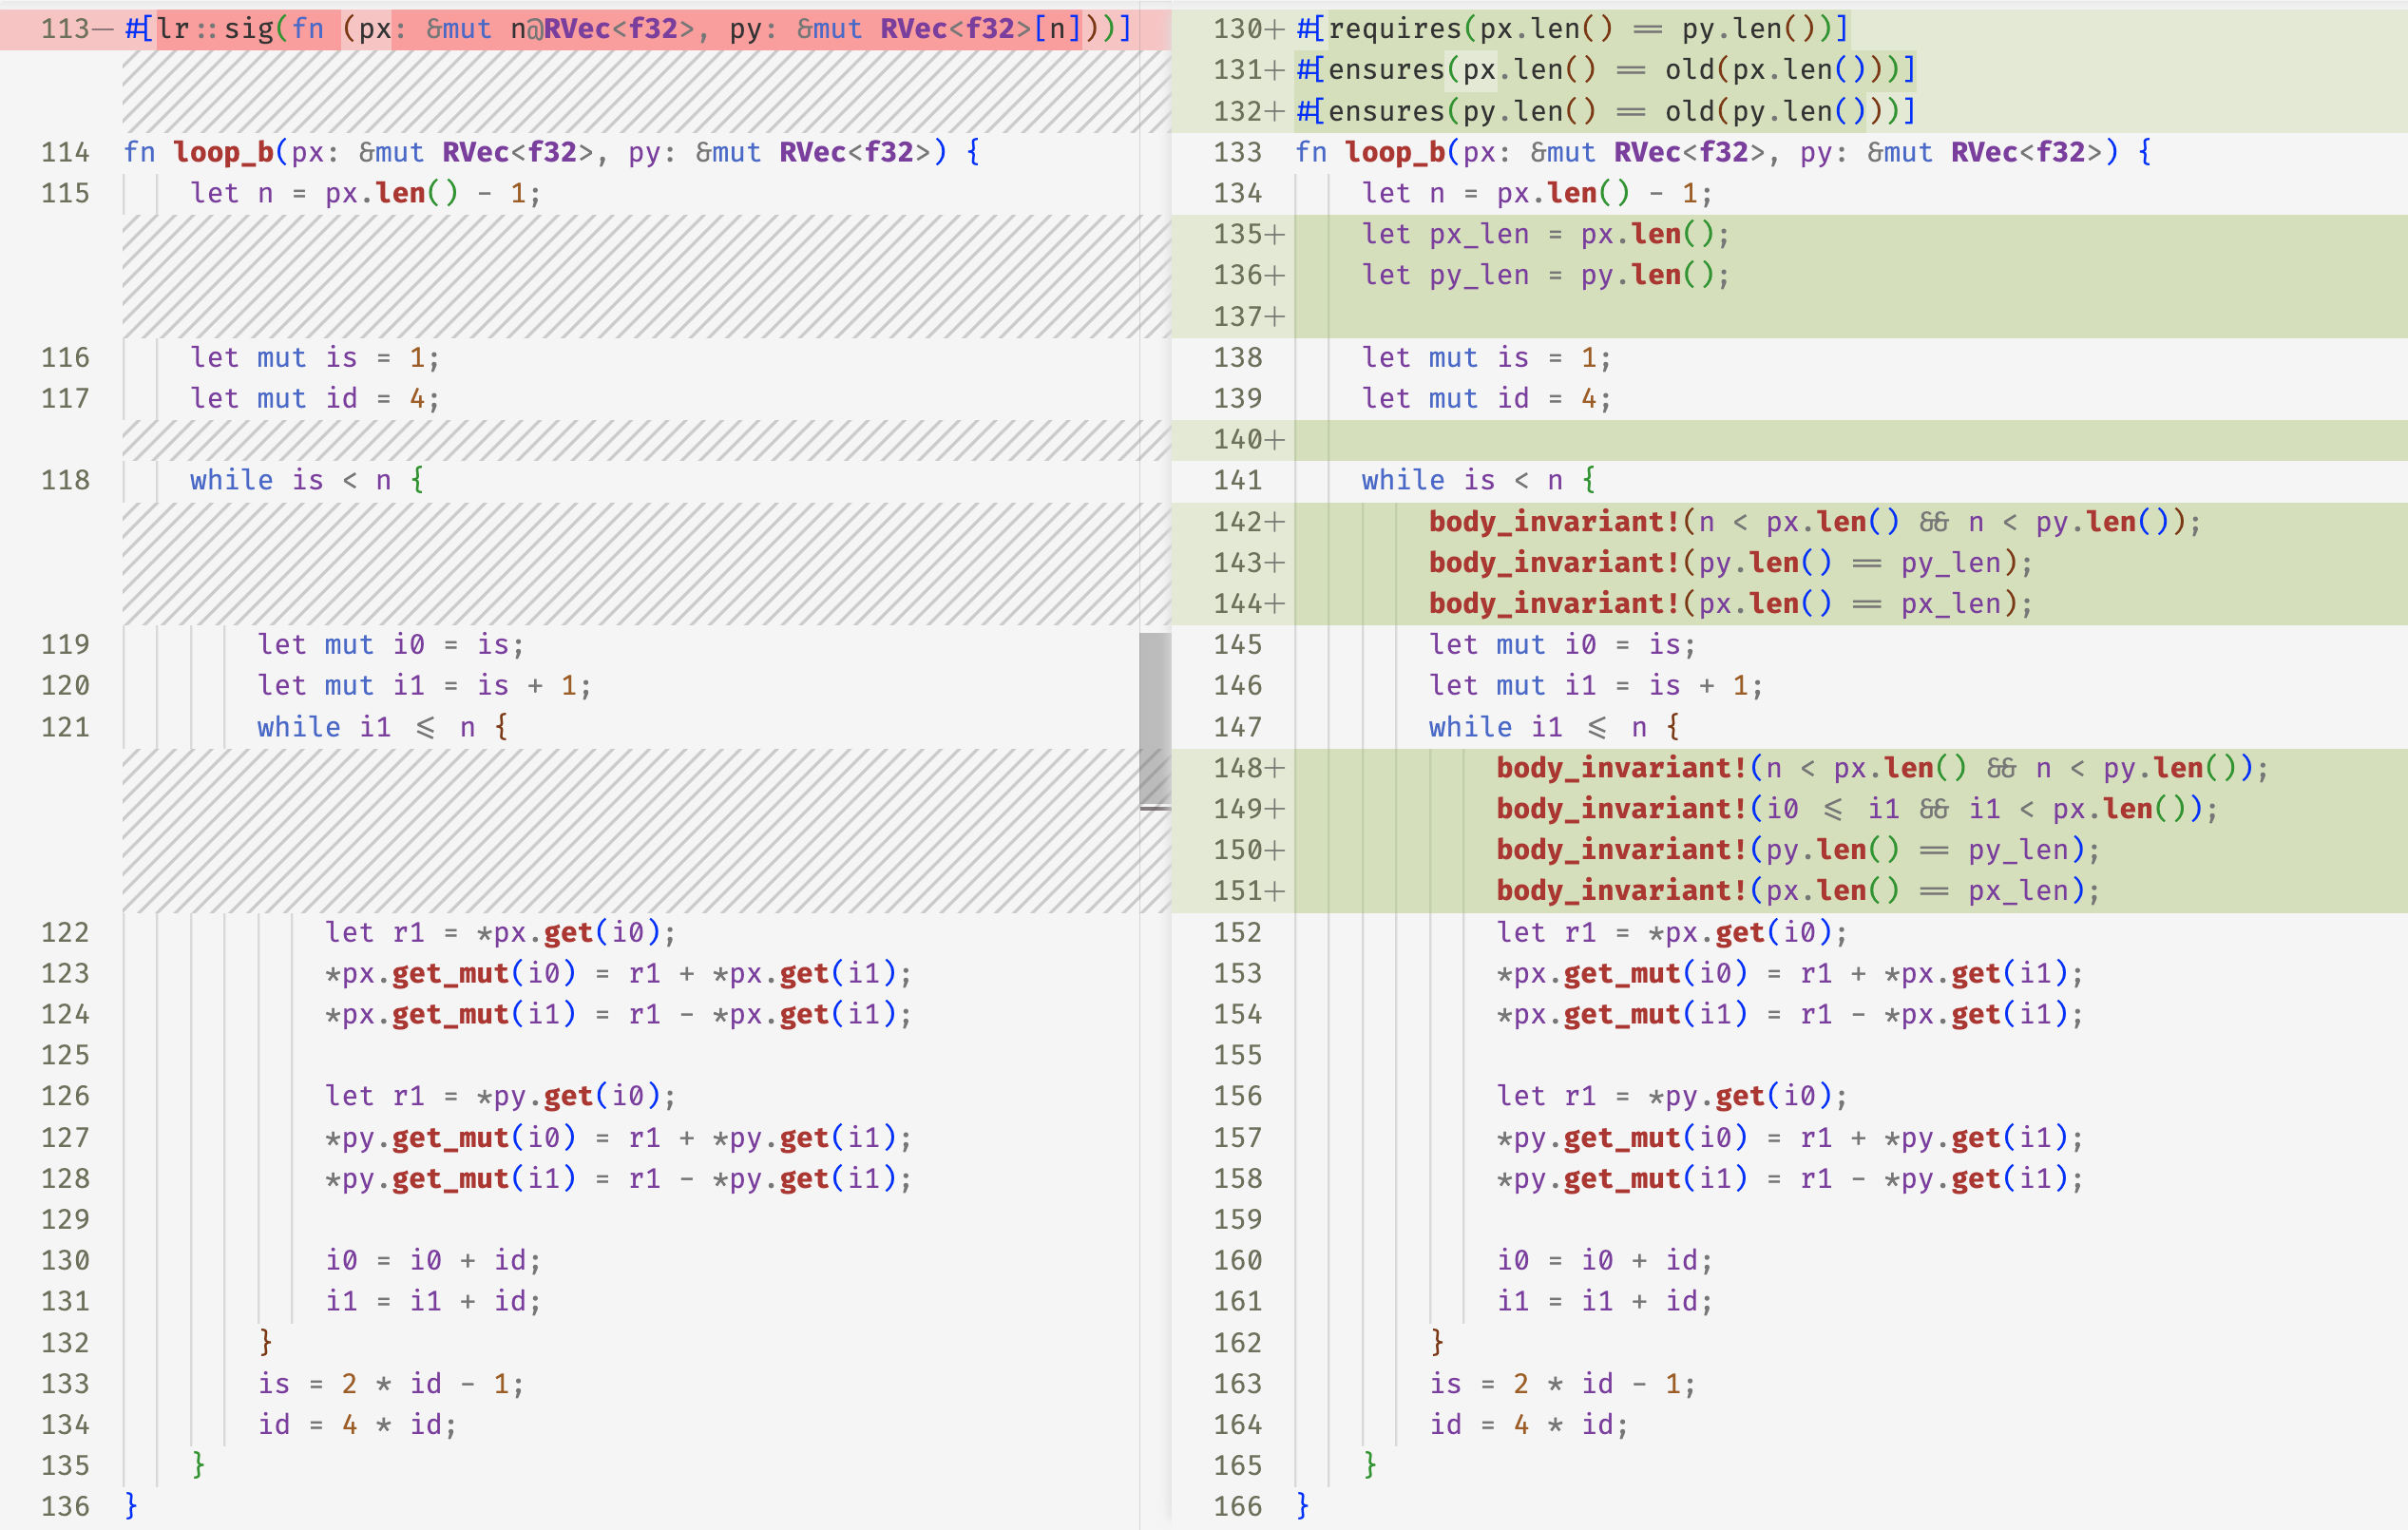 113— #[lr::sig(fn (px: &mut n@RVec<f32>, py: &mut RVec<f32>[n]))]
114 fn loop_b(px: &mut RVec<f32>, py: &mut RVec<f32>) {
115 let n = px.len() - 1;
116 let mut is = 1;
117 let mut id = 4;
118 while is < n {
119 let mut i0 = is;
120 let mut i1 = is + 1;
121 while i1 <= n {
122 let r1 = *px.get(i0);
123 *px.get_mut(i0) = r1 + *px.get(i1);
124 *px.get_mut(i1) = r1 - *px.get(i1);
125
126 let r1 = *py.get(i0);
127 *py.get_mut(i0) = r1 + *py.get(i1);
128 *py.get_mut(i1) = r1 - *py.get(i1);
129
130 i0 = i0 + id;
131 i1 = i1 + id;
132 }
133 is = 2 * id - 1;
134 id = 4 * id;
135 }
136 }
130+ #[requires(px.len() == py.len())]
131+ #[ensures(px.len() == old(px.len()))]
132+ #[ensures(py.len() == old(py.len()))]
133 fn loop_b(px: &mut RVec<f32>, py: &mut RVec<f32>) {
134 let n = px.len() - 1;
135+ let px_len = px.len();
136+ let py_len = py.len();
137+
138 let mut is = 1;
139 let mut id = 4;
140+
141 while is < n {
142+ body_invariant!(n < px.len() && n < py.len());
143+ body_invariant!(py.len() == py_len);
144+ body_invariant!(px.len() == px_len);
145 let mut i0 = is;
146 let mut i1 = is + 1;
147 while i1 <= n {
148+ body_invariant!(n < px.len() && n < py.len());
149+ body_invariant!(i0 <= i1 && i1 < px.len());
150+ body_invariant!(py.len() == py_len);
151+ body_invariant!(px.len() == px_len);
152 let r1 = *px.get(i0);
153 *px.get_mut(i0) = r1 + *px.get(i1);
154 *px.get_mut(i1) = r1 - *px.get(i1);
155
156 let r1 = *py.get(i0);
157 *py.get_mut(i0) = r1 + *py.get(i1);
158 *py.get_mut(i1) = r1 - *py.get(i1);
159
160 i0 = i0 + id;
161 i1 = i1 + id;
162 }
163 is = 2 * id - 1;
164 id = 4 * id;
165 }
166 }